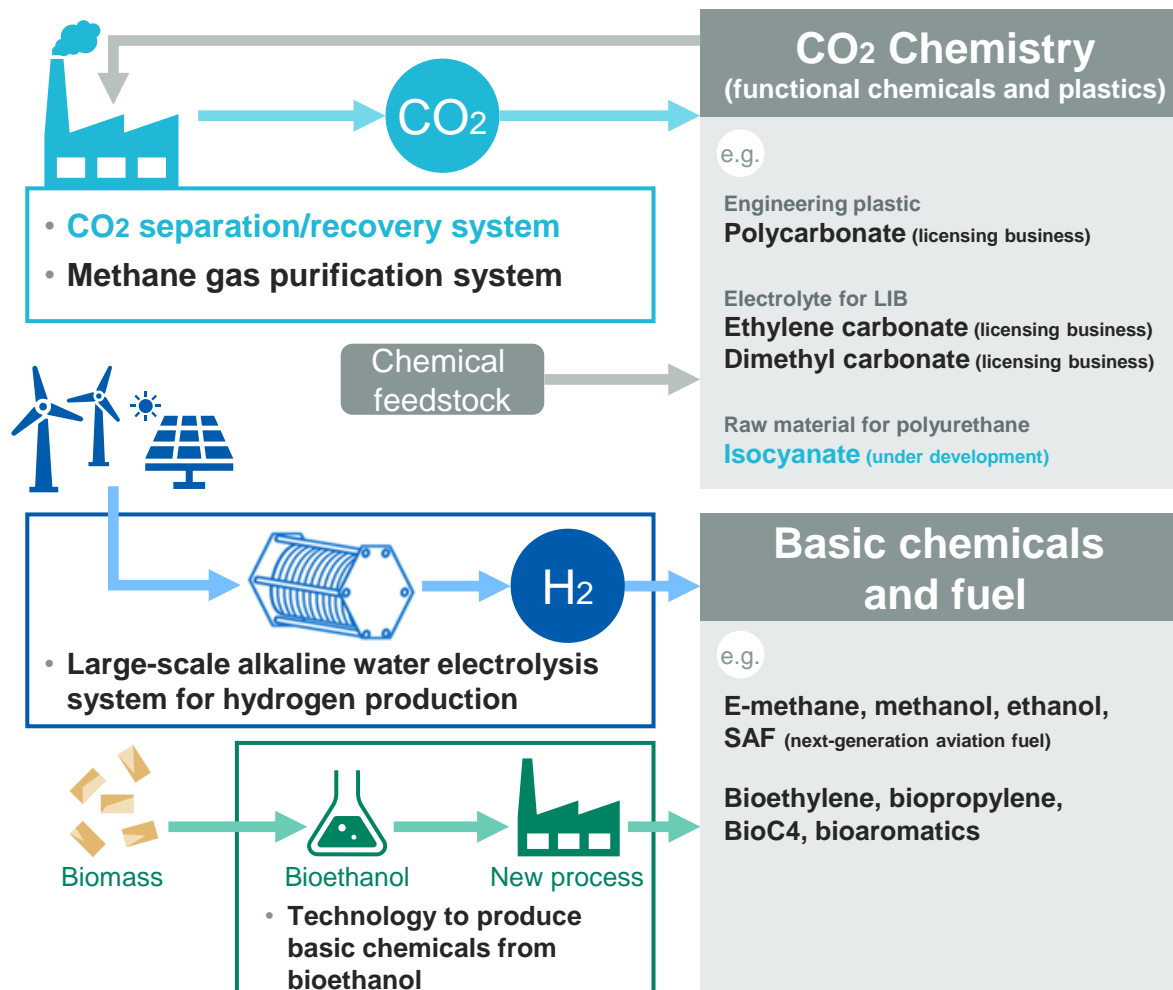 CO2
CO2 Chemistry
(functional chemicals and plastics)
e.g.
Engineering plastic
Polycarbonate (licensing business)
Electrolyte for LIB
Ethylene carbonate (licensing business)
Dimethyl carbonate (licensing business)
Raw material for polyurethane
Isocyanate (under development)
• CO2 separation/recovery system
• Methane gas purification system
Chemical
feedstock
H2
• Large-scale alkaline water electrolysis
system for hydrogen production
Basic chemicals
and fuel
e.g.
E-methane, methanol, ethanol,
SAF (next-generation aviation fuel)
Bioethylene, biopropylene,
BioC4, bioaromatics
Biomass
Bioethanol
New process
• Technology to produce
basic chemicals from
bioethanol